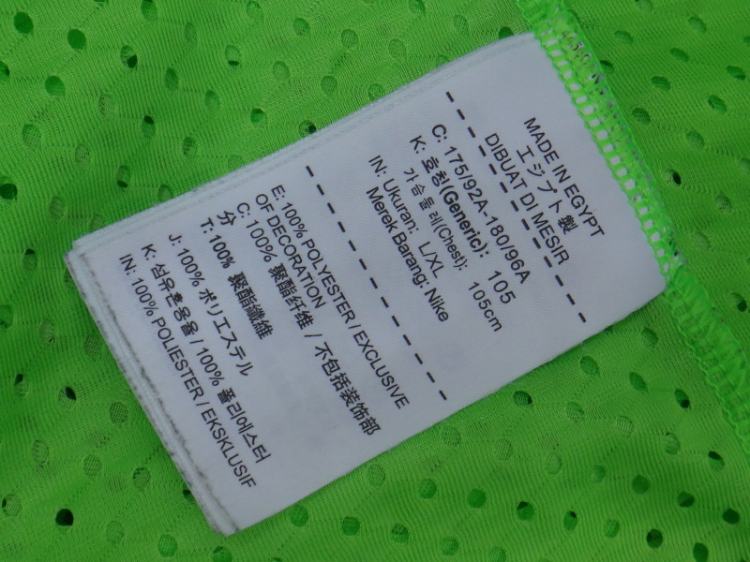 MADE IN EGYPT
エジプト製
DIBUAT DI MESIR
C: 175/92A-180/96A
K: 호칭(Generic): 105
가슴둘레(Chest): 105cm
IN: Ukuran: L/XL
Merek Barang: Nike
E: 100% POLYESTER / EXCLUSIVE
OF DECORATION
C: 100% 聚酯纤维 / 不包括装饰部
分
T: 100% 聚酯纖維
J: 100% ポリエステル
K: 섬유혼용율 / 100% 폴리에스터
IN: 100% POLIESTER / EKSKLUSIF